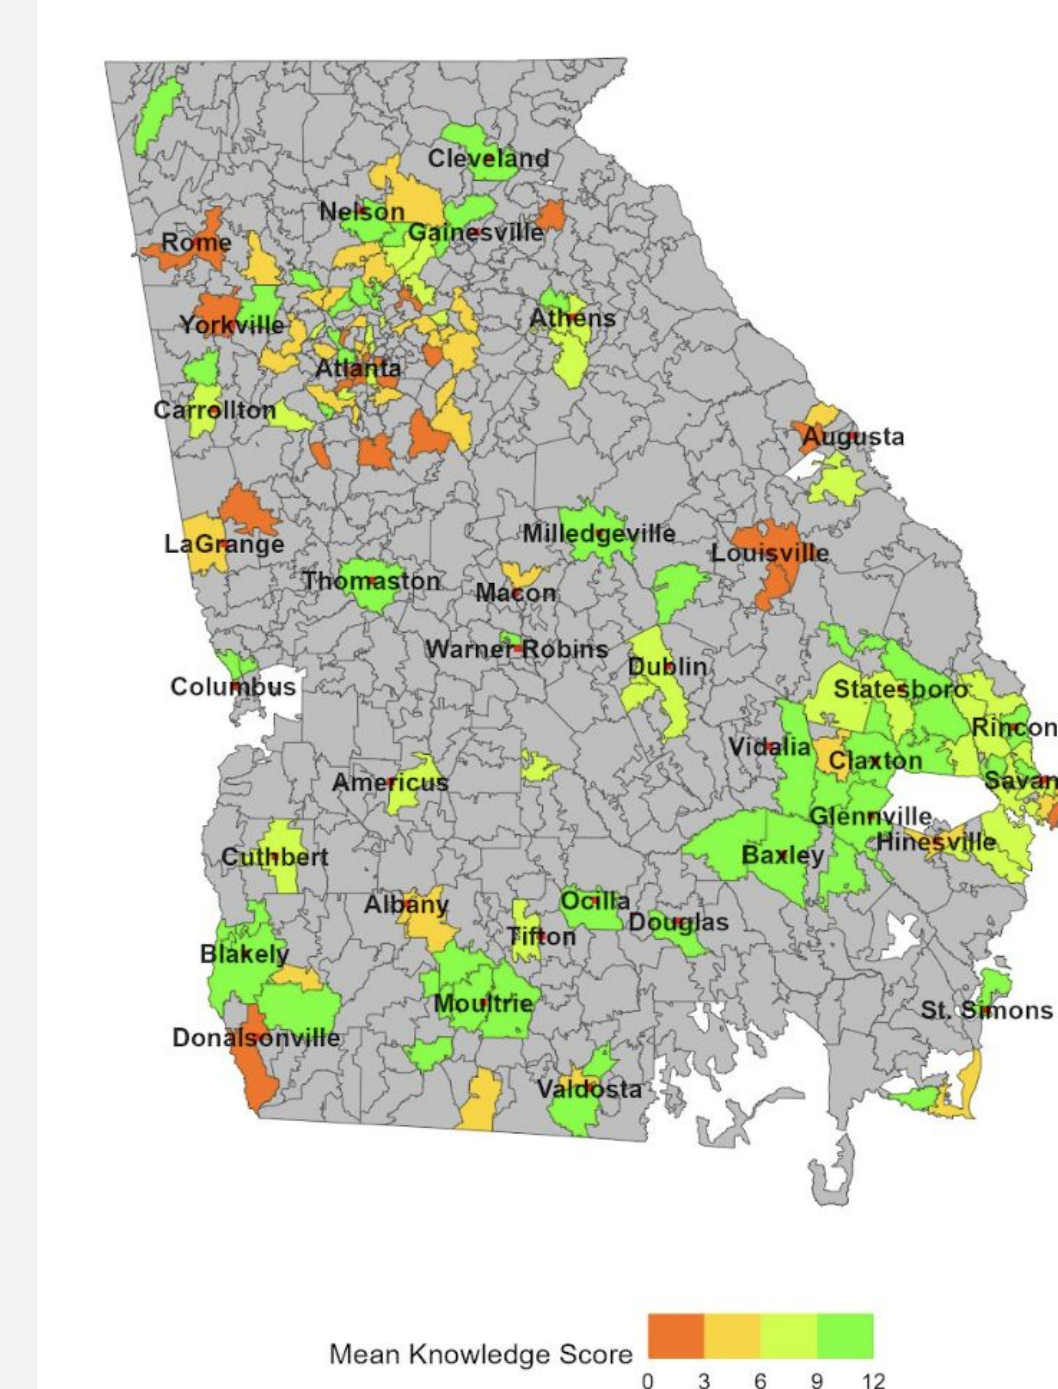 Cleveland
Nelson
Gainesville
Rome
Athens
Yorkville
Atlanta
Carrollton
Augusta
Milledgeville
LaGrange
Louisville
Thomaston
Macon
Warner Robins
Dublin
Columbus
Statesboro
Rincon
Vidalia
Claxton
Americus
Savan
Glennville
Hinesville
Cuthbert
Baxley
Albany
Ocilla
Douglas
Tifton
Blakely
Moultrie
St. Simons
Donalsonville
Valdosta
Mean Knowledge Score
0 3 6 9 12